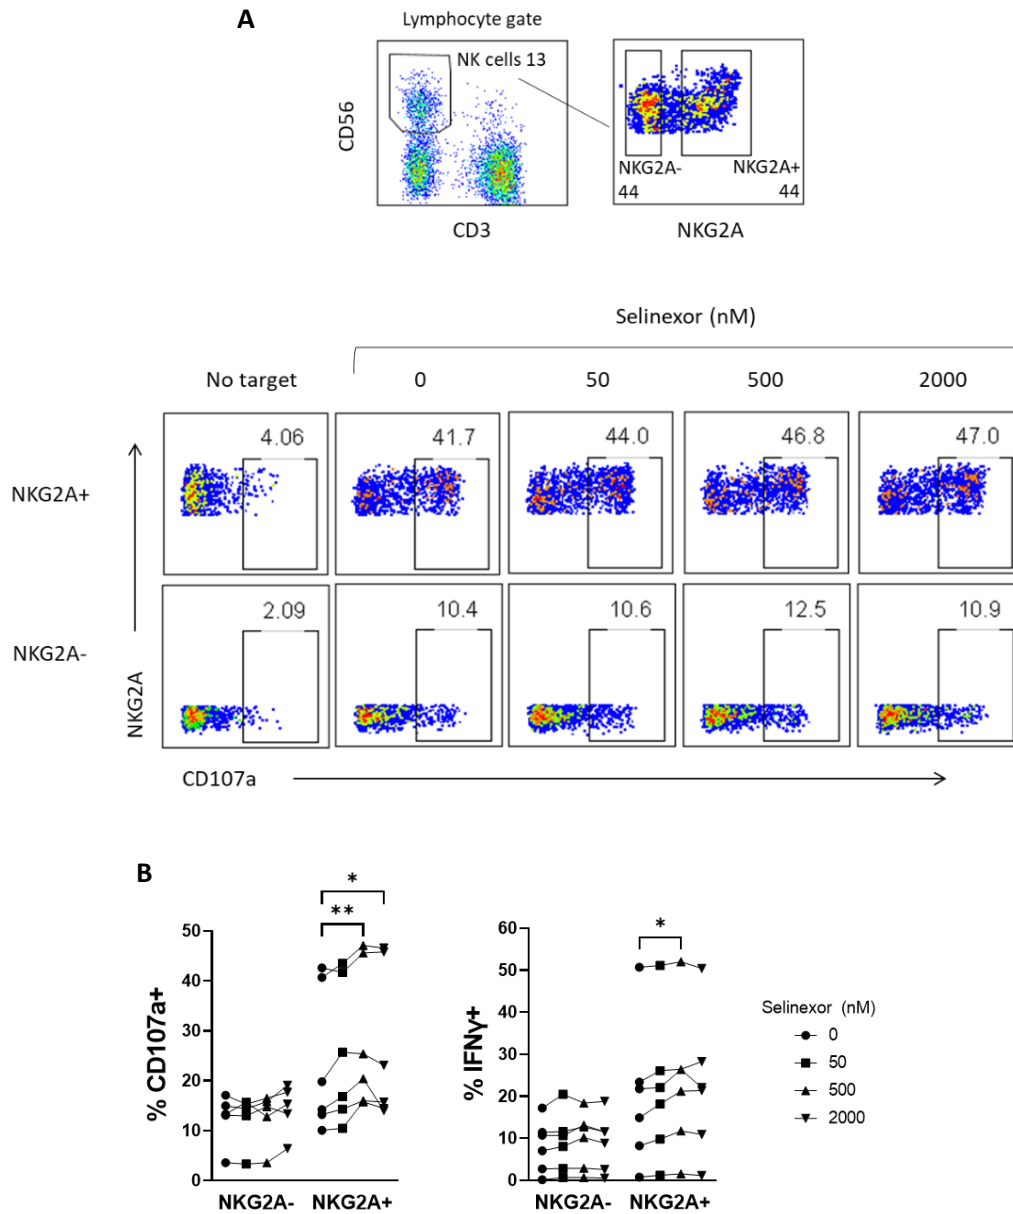 A
Lymphocyte gate
NK cells 13
CD56
NKG2A-
44
NKG2A+
44
CD3
NKG2A
Selinexor (nM)
No target
0
50
500
2000
NKG2A+
4.06
41.7
44.0
46.8
47.0
NKG2A-
2.09
10.4
10.6
12.5
10.9
NKG2A
CD107a
B
*
**
% CD107a+
50
40
30
20
10
0
NKG2A-
NKG2A+
*
% IFNγ+
60
50
40
30
20
10
0
NKG2A-
NKG2A+
Selinexor (nM)
0
50
500
2000